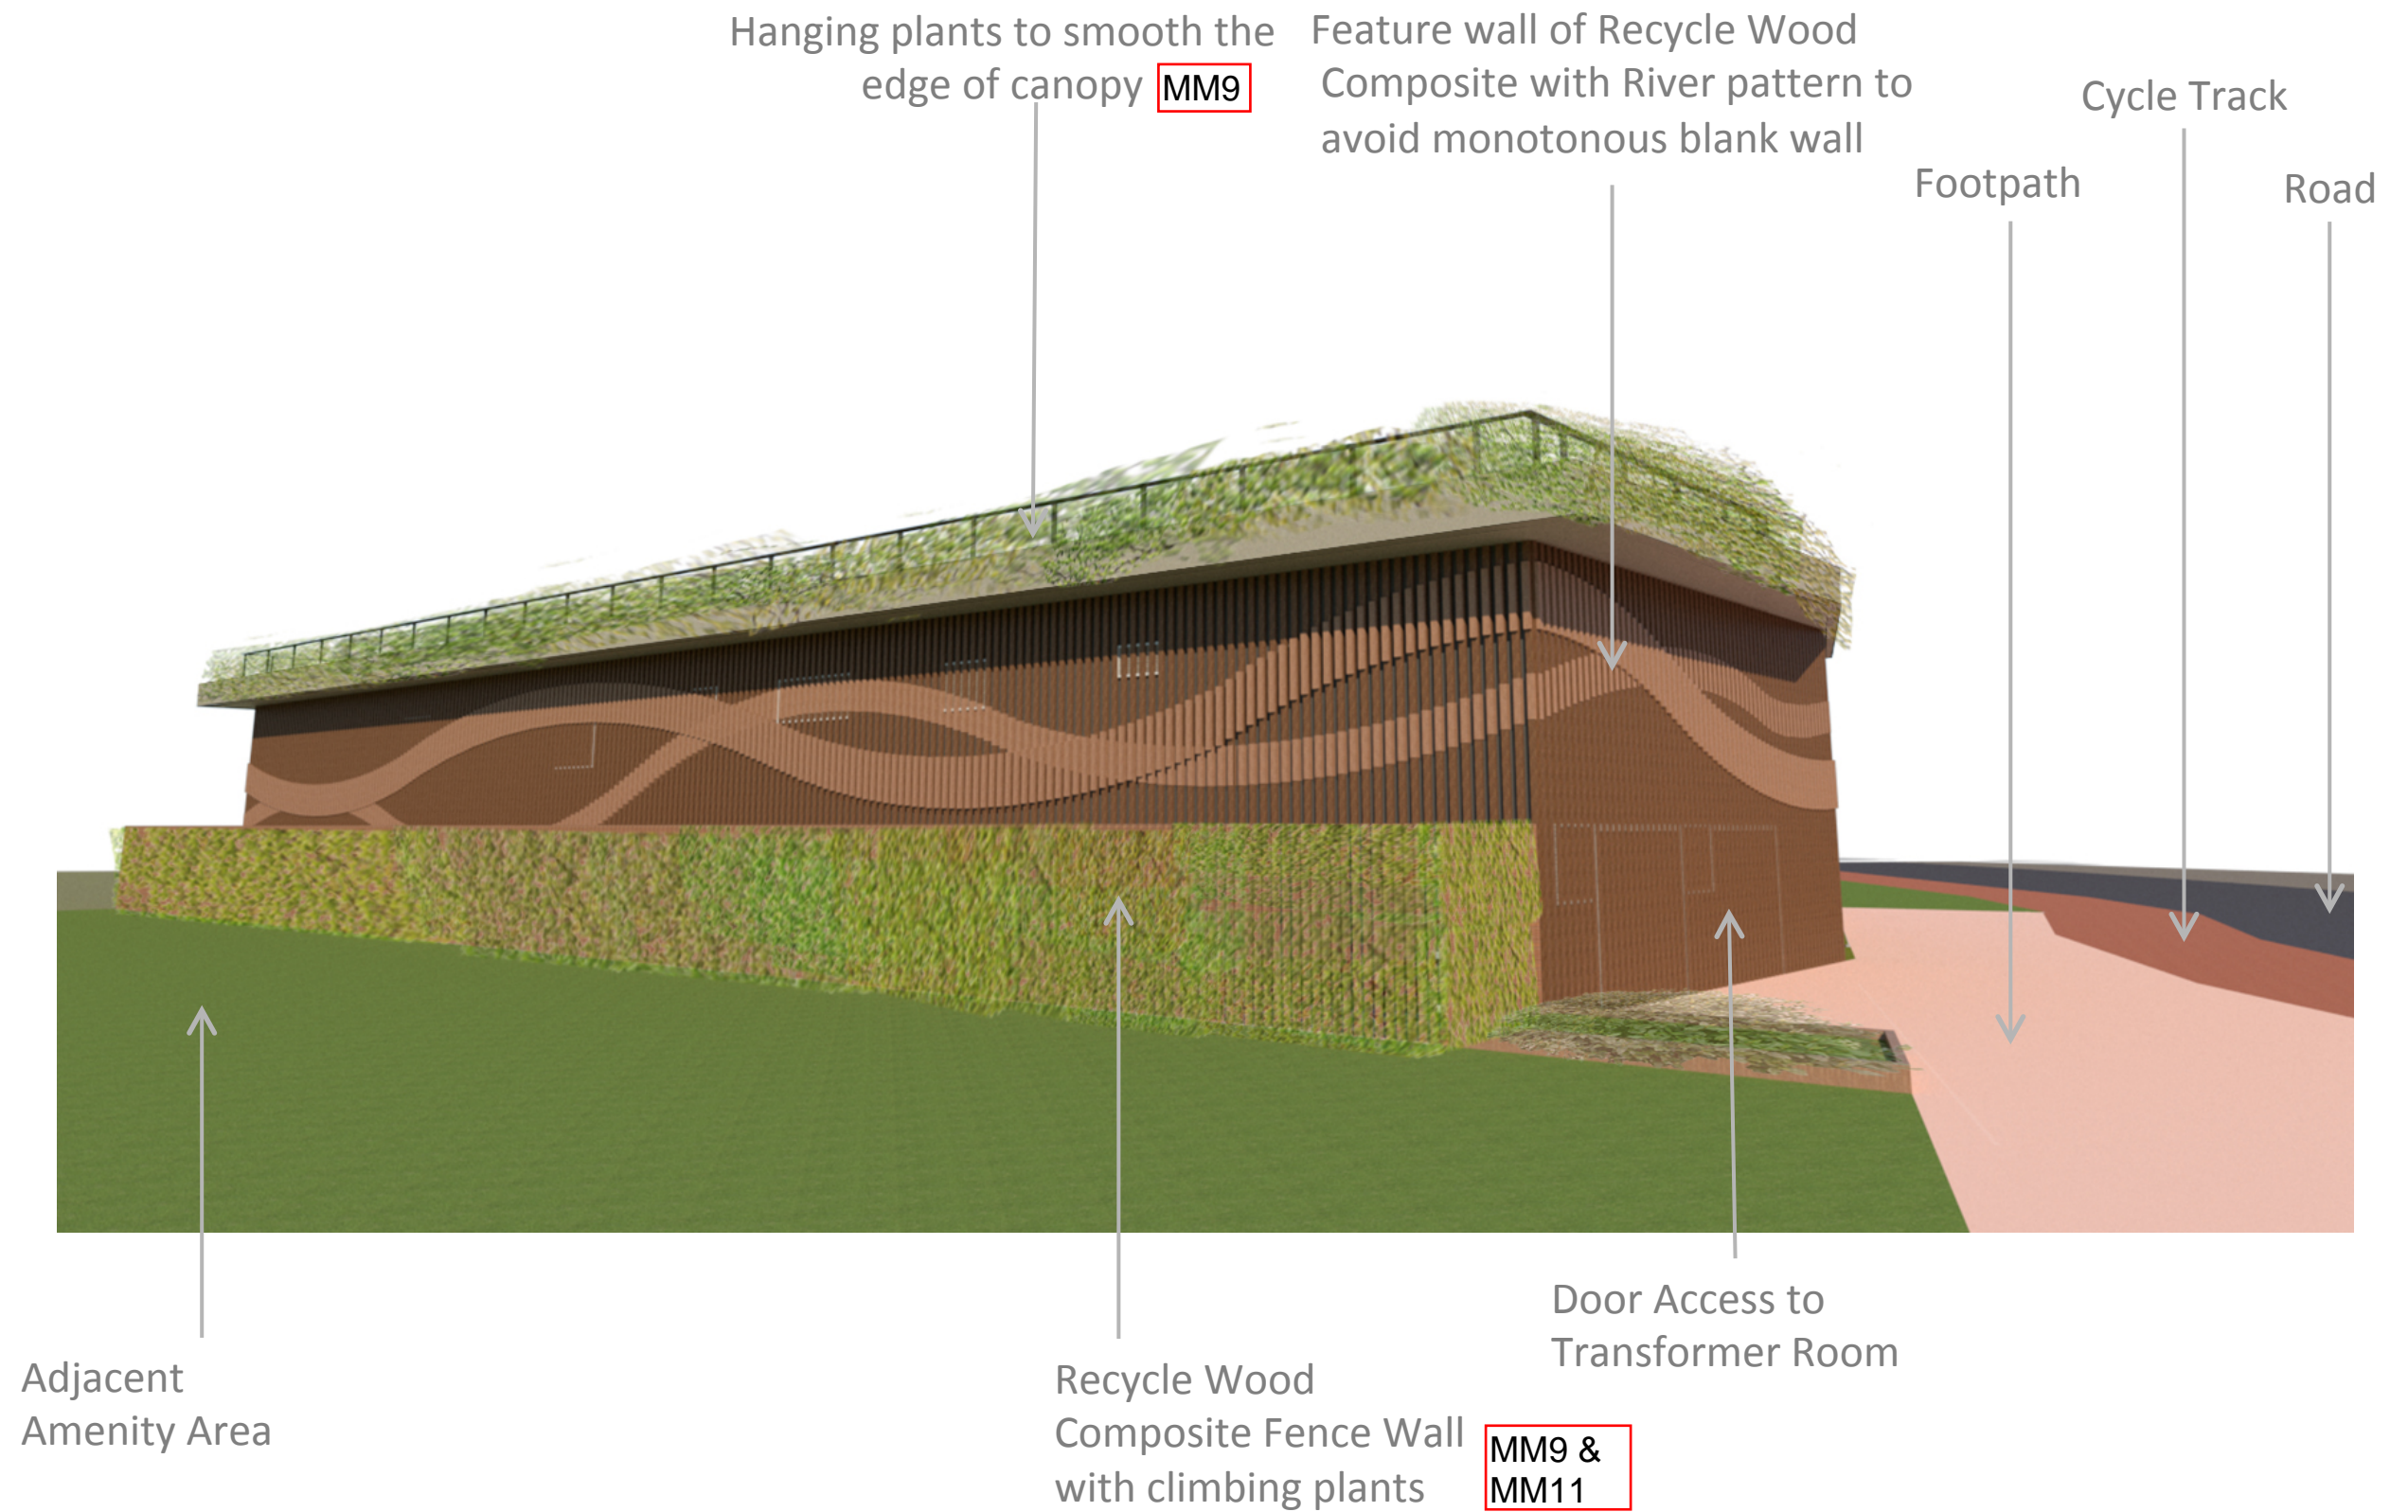 Hanging plants to smooth the
edge of canopy MM9
Feature wall of Recycle Wood
Composite with River pattern to
avoid monotonous blank wall
Cycle Track
Footpath
Road
Adjacent
Amenity Area
Recycle Wood
Composite Fence Wall
with climbing plants
MM9 &
MM11
Door Access to
Transformer Room